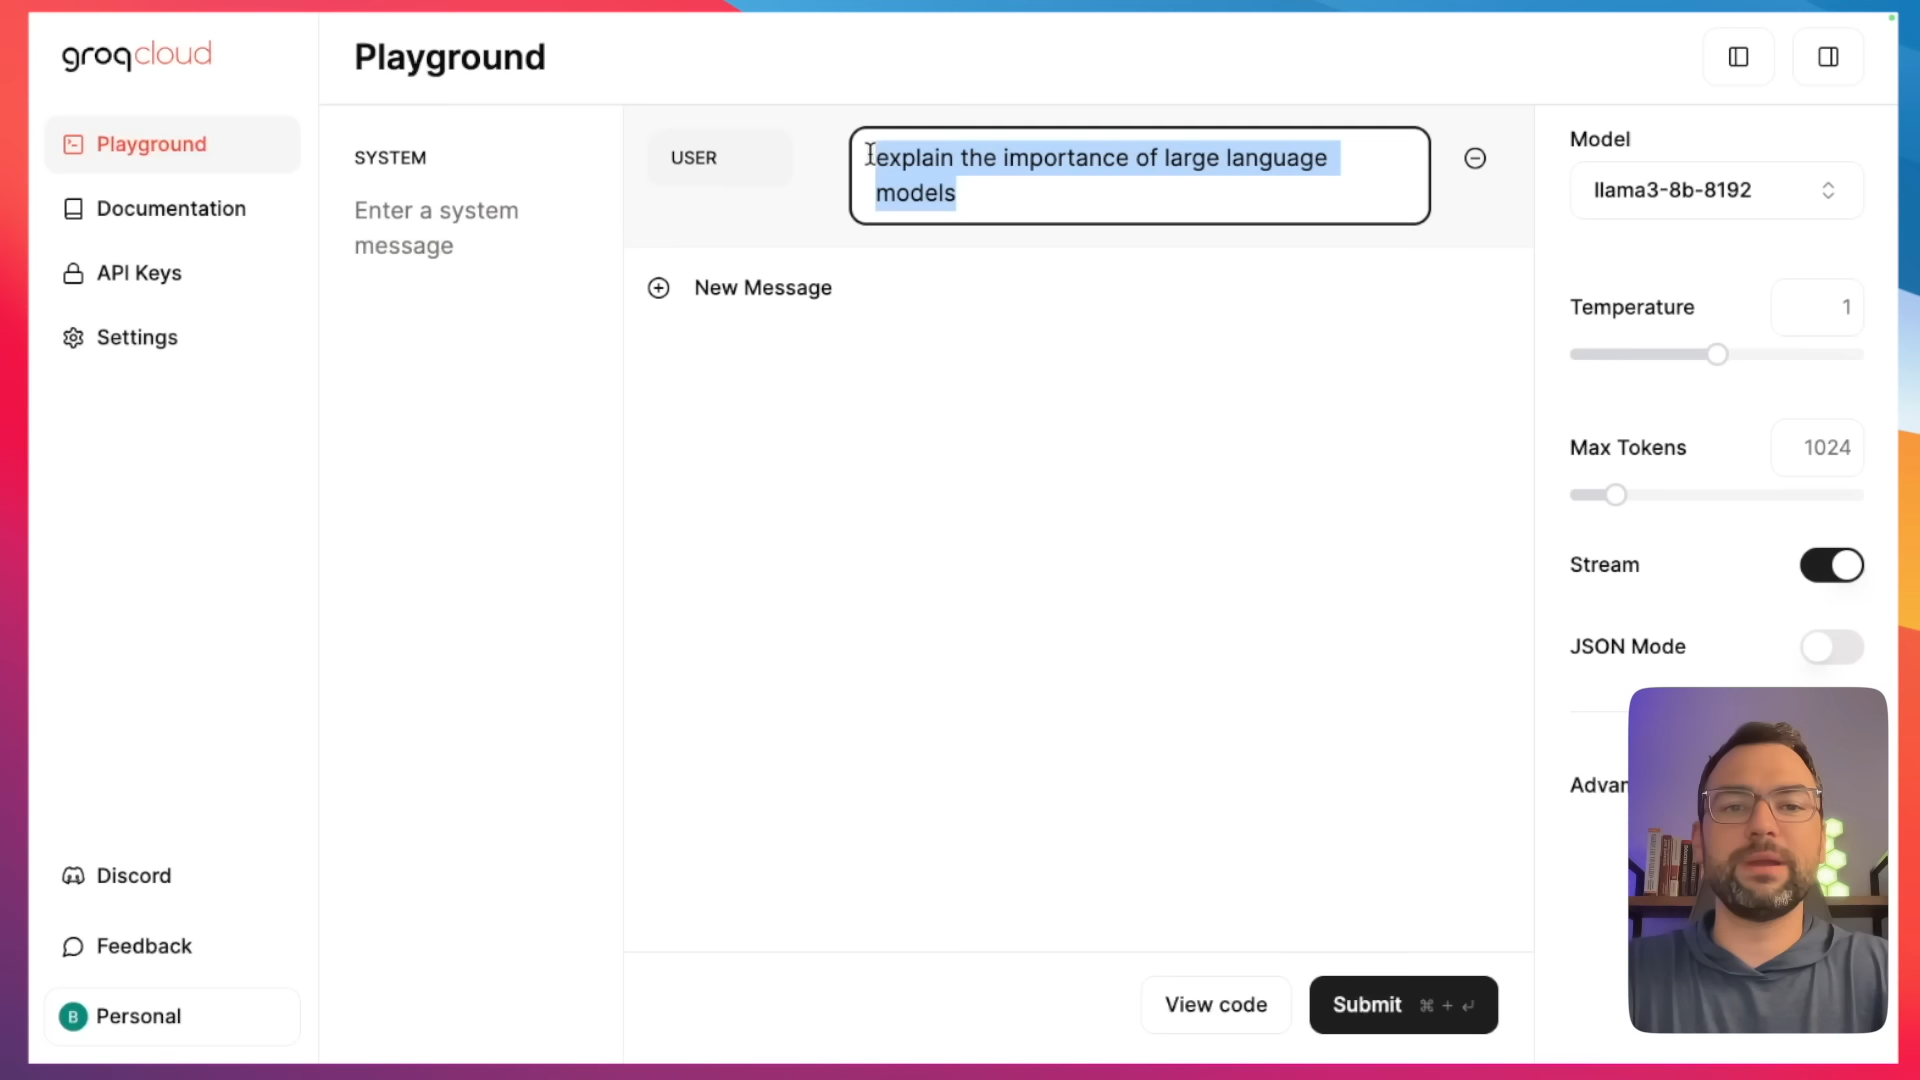 groqcloud
Playground
Playground
Documentation
API Keys
Settings
Discord
Feedback
B Personal
SYSTEM
Enter a system
message
USER
explain the importance of large language
models
New Message
View code
Submit ⌘ + ↵
Model
llama3-8b-8192
Temperature
1
Max Tokens
1024
Stream
JSON Mode
Advan